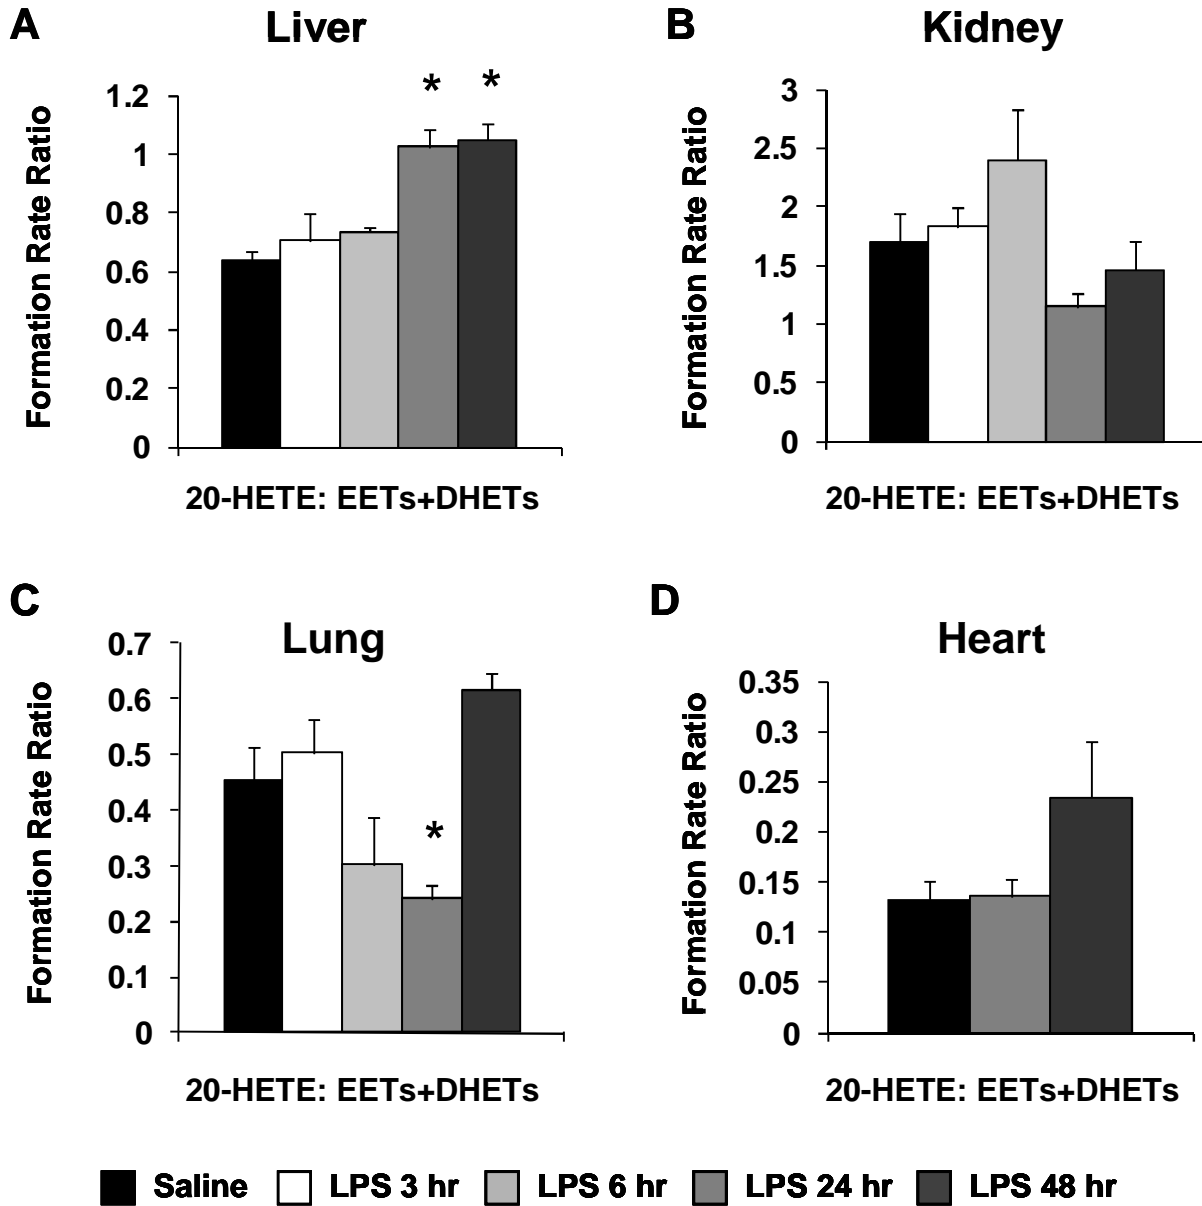 A
Liver
Formation Rate Ratio
1.2
1
0.8
0.6
0.4
0.2
0
* *
20-HETE: EETs+DHETs
B
Kidney
Formation Rate Ratio
3
2.5
2
1.5
1
0.5
0
20-HETE: EETs+DHETs
C
Lung
Formation Rate Ratio
0.7
0.6
0.5
0.4
0.3
0.2
0.1
0
*
20-HETE: EETs+DHETs
D
Heart
Formation Rate Ratio
0.35
0.3
0.25
0.2
0.15
0.1
0.05
0
20-HETE: EETs+DHETs
Saline LPS 3 hr LPS 6 hr LPS 24 hr LPS 48 hr